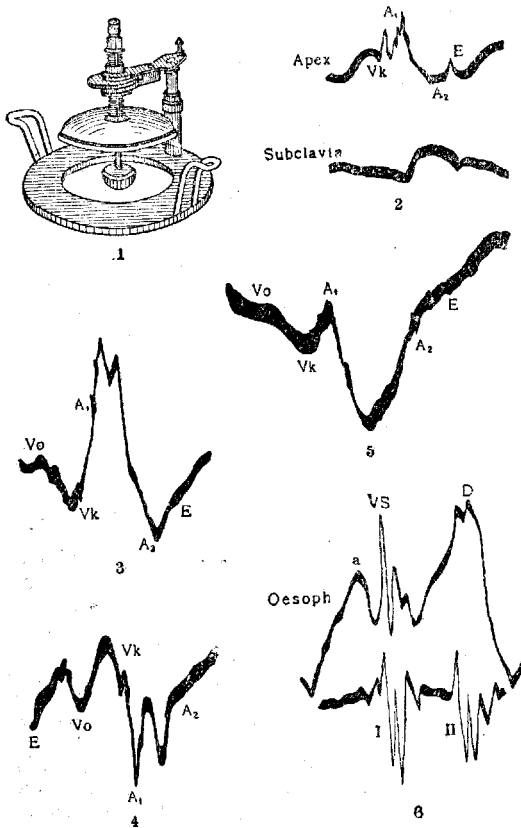 1
A₁
Apex
Vk
E
A₂
Subclavia
2
Vo
A₁
Vk
A₂
E
5
A₁
Vo
Vk
E
A₂
3
VS
D
a
Oesoph
I
II
6
Vk
E
Vo
A₂
A₁
4